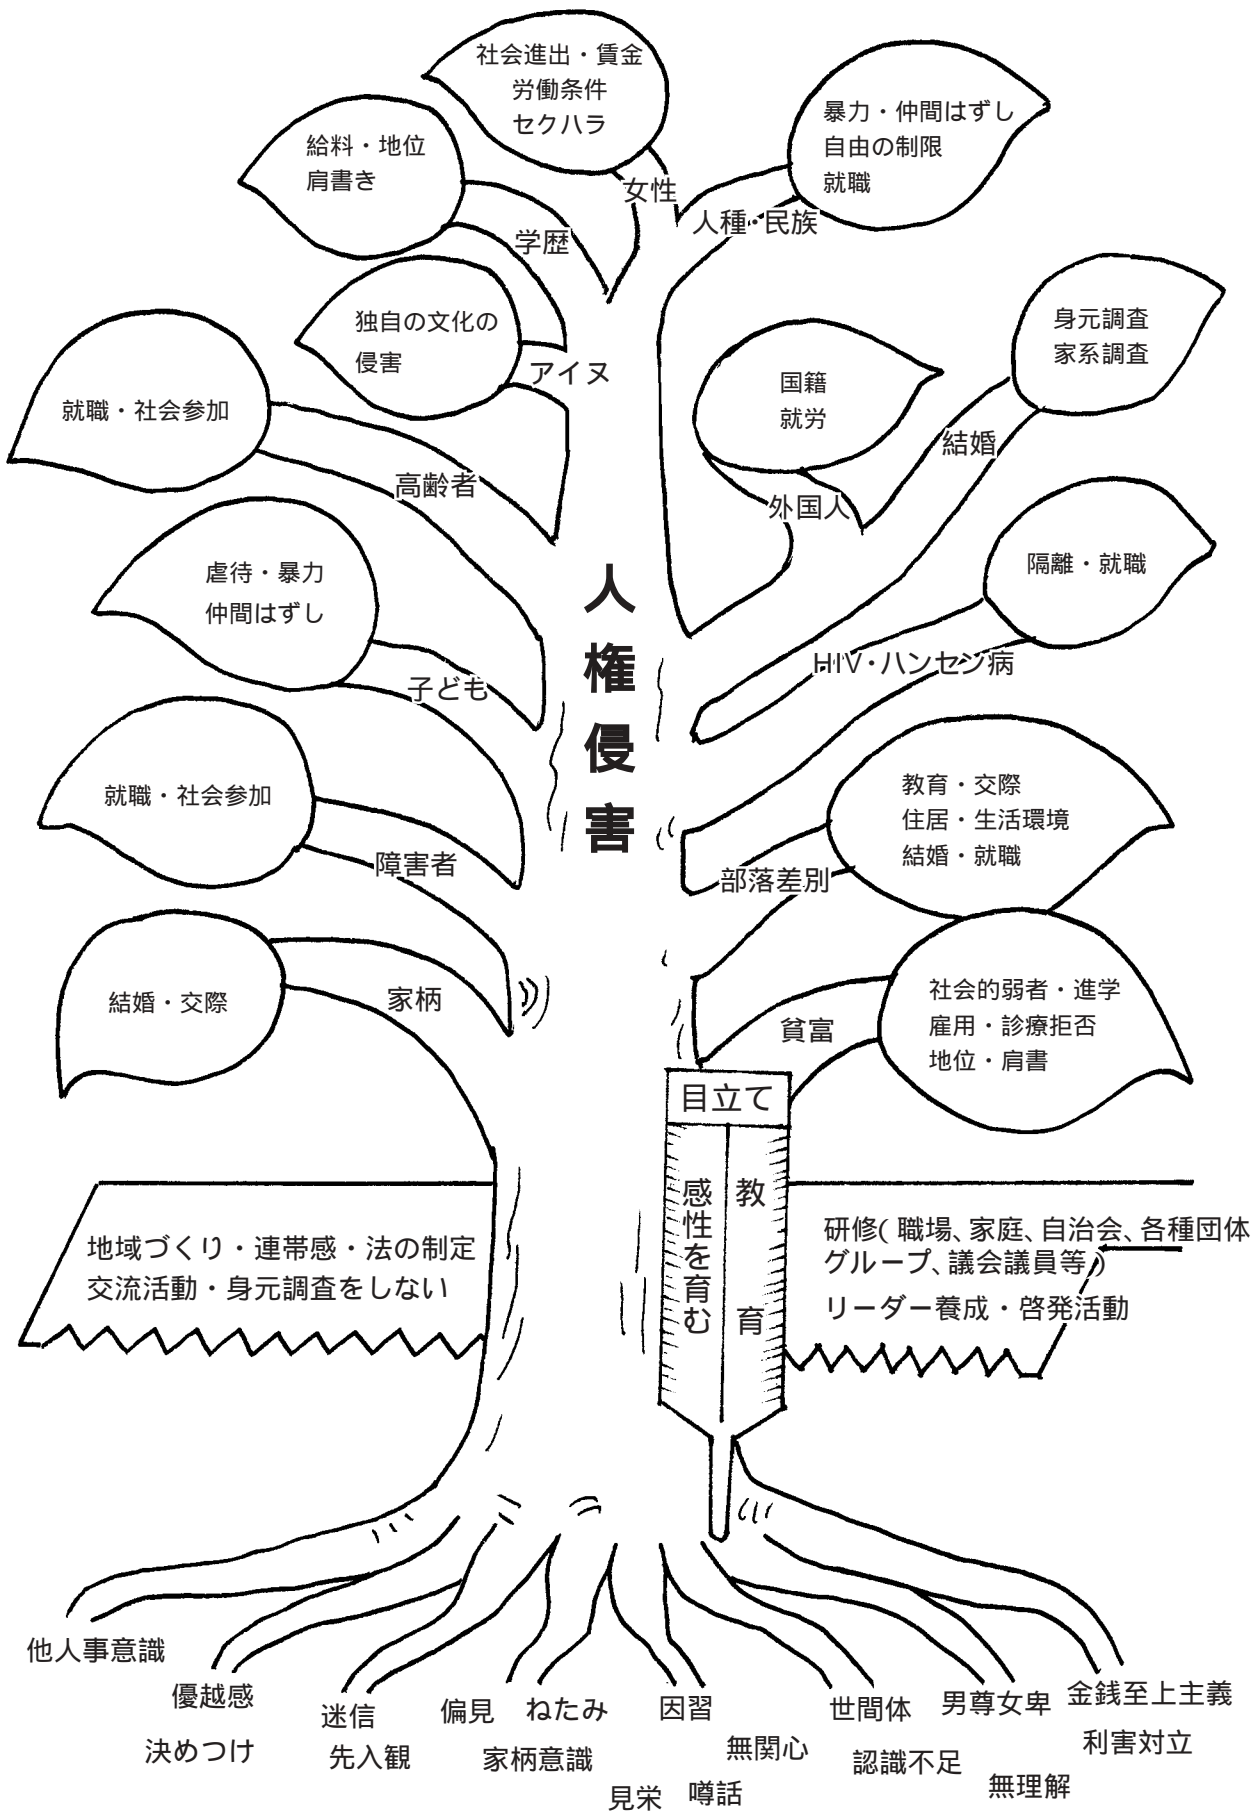 社会進出・賃金
労働条件
セクハラ
女性
暴力・仲間はずし
自由の制限
就職
人種・民族
給料・地位
肩書き
学歴
独自の文化の
侵害
アイヌ
身元調査
家系調査
結婚
国籍
就労
外国人
就職・社会参加
高齢者
隔離・就職
HIV・ハンセン病
虐待・暴力
仲間はずし
子ども
人権侵害
教育・交際
住居・生活環境
結婚・就職
部落差別
就職・社会参加
障害者
結婚・交際
家柄
社会的弱者・進学
雇用・診療拒否
地位・肩書
貧富
目立て
教育
感性を育む
地域づくり・連帯感・法の制定
交流活動・身元調査をしない
研修(職場、家庭、自治会、各種団体
グループ、議会議員等)
リーダー養成・啓発活動
他人事意識
優越感
決めつけ
迷信
先入観
偏見
ねたみ
家柄意識
見栄
因習
噂話
無関心
世間体
認識不足
男尊女卑
無理解
金銭至上主義
利害対立